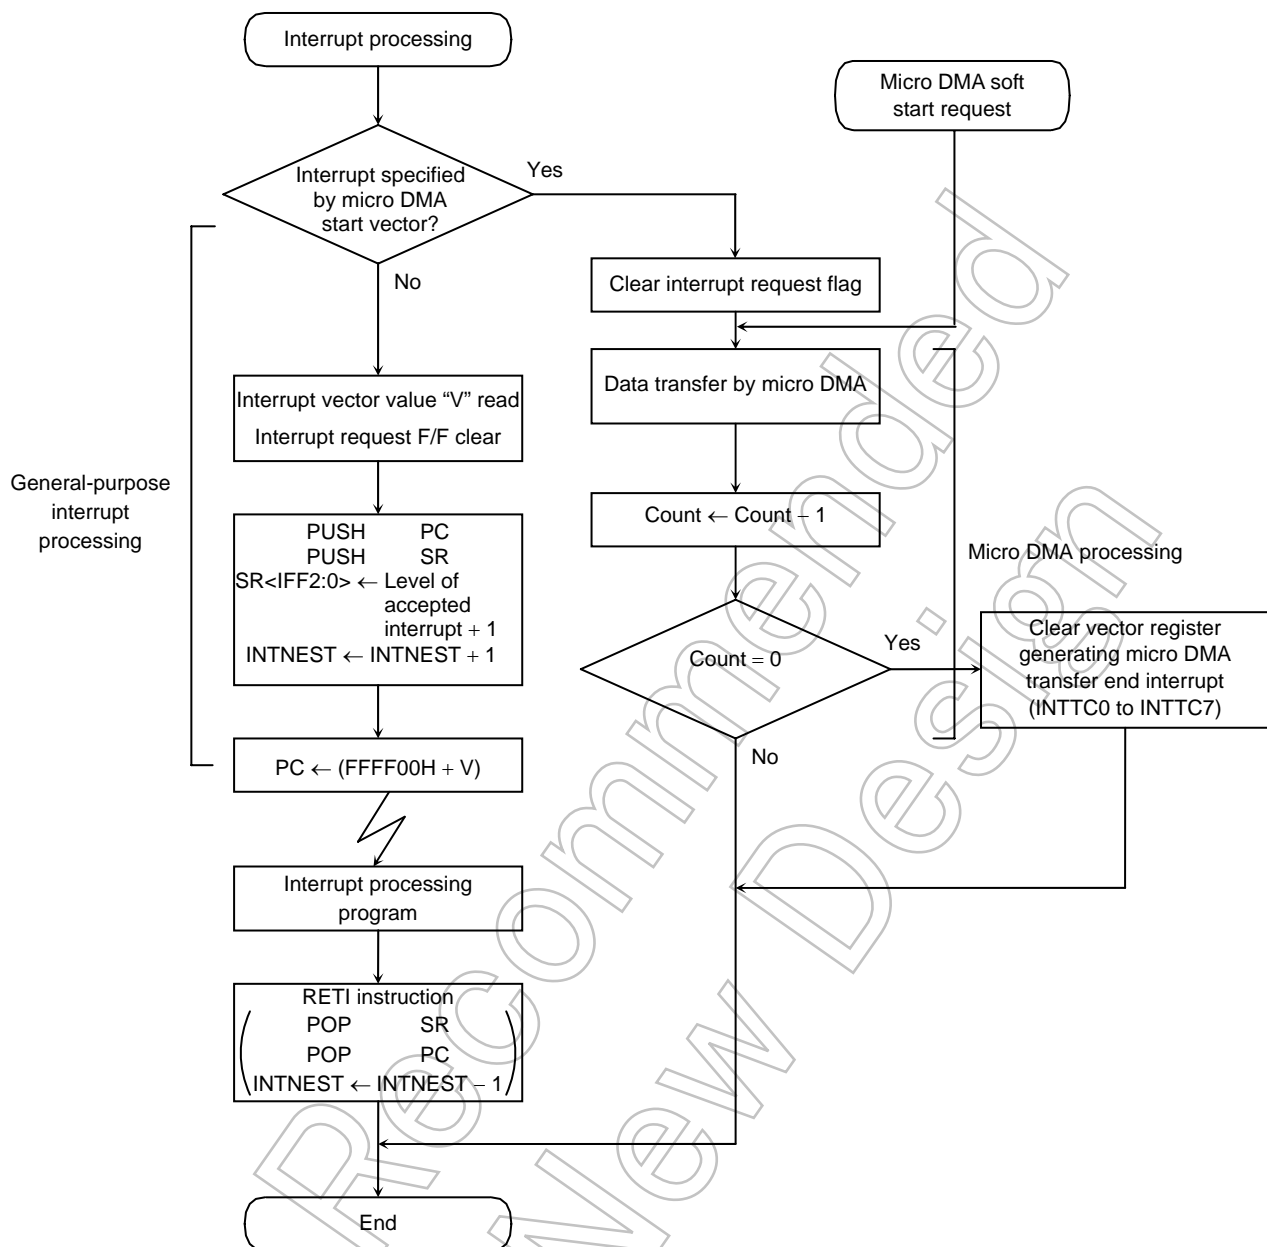 Interrupt processing
Micro DMA soft
start request
Interrupt specified
by micro DMA
start vector?
Yes
No
Clear interrupt request flag
Data transfer by micro DMA
Interrupt vector value “V” read
Interrupt request F/F clear
General-purpose
interrupt
processing
PUSH PC
PUSH SR
SR<IFF2:0> ← Level of
accepted
interrupt + 1
INTNEST ← INTNEST + 1
Count ← Count − 1
Micro DMA processing
Count = 0
Yes
No
Clear vector register
generating micro DMA
transfer end interrupt
(INTTC0 to INTTC7)
PC ← (FFFF00H + V)
Interrupt processing
program
RETI instruction
POP SR
POP PC
INTNEST ← INTNEST − 1
End
Recommended
New Design